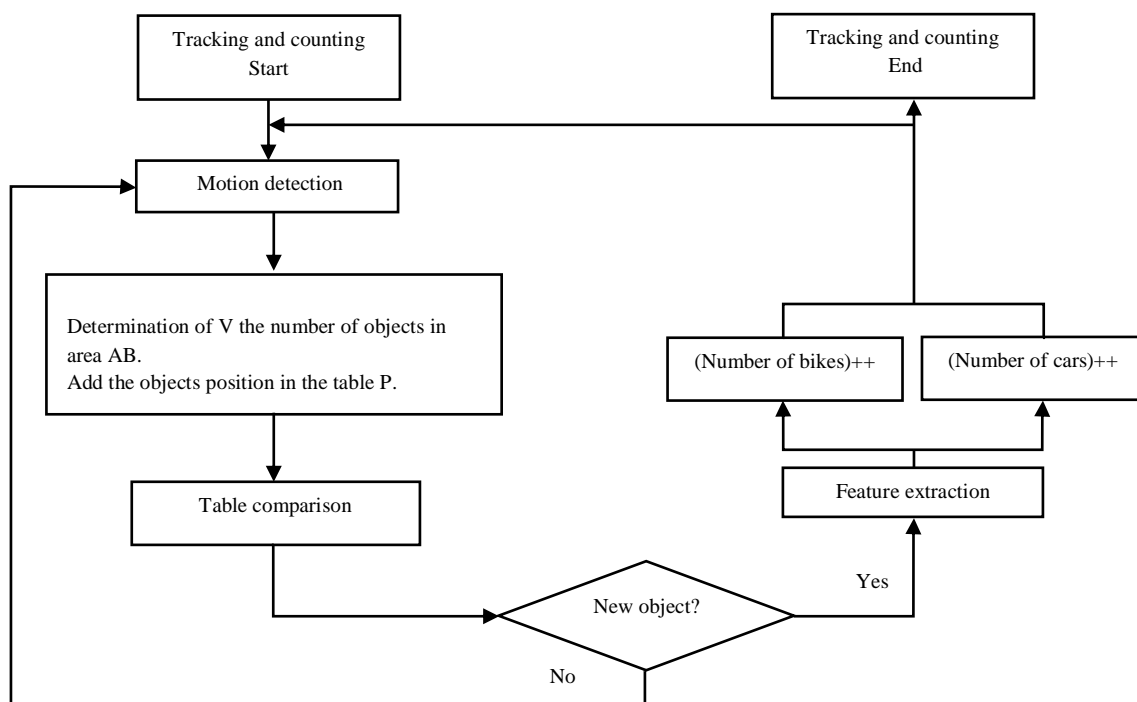 Tracking and counting
Start
Motion detection
Determination of V the number of objects in
area AB.
Add the objects position in the table P.
Table comparison
New object?
No
Yes
Feature extraction
(Number of bikes)++
(Number of cars)++
Tracking and counting
End